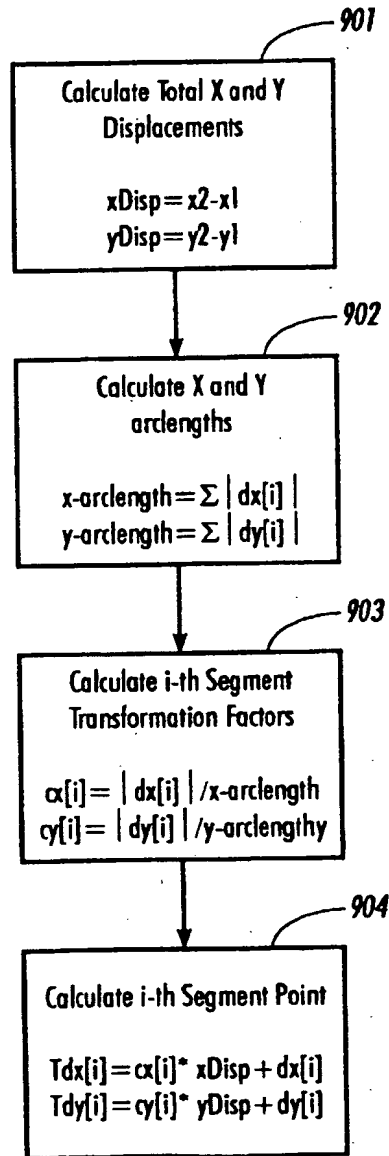 901
Calculate Total X and Y
Displacements
xDisp=x2-x1
yDisp=y2-y1
902
Calculate X and Y
arclengths
x-arclength=Σ|dx[i]|
y-arclength=Σ|dy[i]|
903
Calculate i-th Segment
Transformation Factors
cx[i]=|dx[i]|/x-arclength
cy[i]=|dy[i]|/y-arclengthy
904
Calculate i-th Segment Point
Tdx[i]=cx[i]* xDisp+dx[i]
Tdy[i]=cy[i]* yDisp+dy[i]